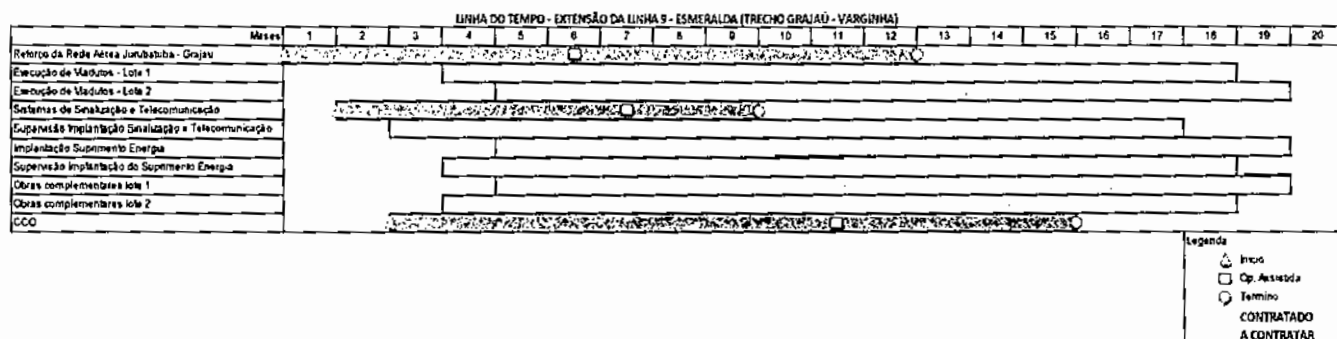 LINHA DO TEMPO - EXTENSÃO DA LINHA 9 - ESMERALDA (TRECHO GRAJAÚ - VARGINHA)
Meses 1 2 3 4 5 6 7 8 9 10 11 12 13 14 15 16 17 18 19 20
Reforço da Rede Aérea Jurubatuba - Grajau
Execução de Viadutos - Lote 1
Execução de Viadutos - Lote 2
Sistemas de Sinalização e Telecomunicação
Supervisão Implantação Sinalização e Telecomunicação
Implantação Suprimento Energia
Supervisão Implantação do Suprimento Energia
Obras complementares lote 1
Obras complementares lote 2
CCO
Legenda
Inicio
Op. Assistida
Termino
CONTRATADO
A CONTRATAR